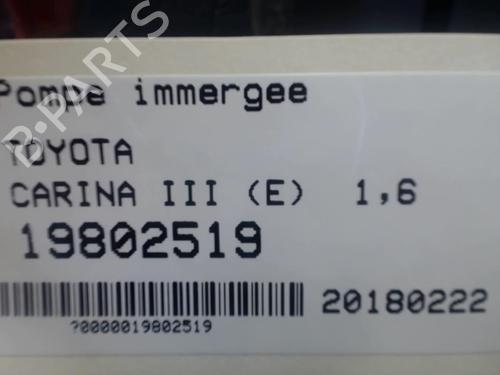 B-PARTS
Pompe immergee
TOYOTA
CARINA III (E) 1,6
19802519
20180222
?0000019802519